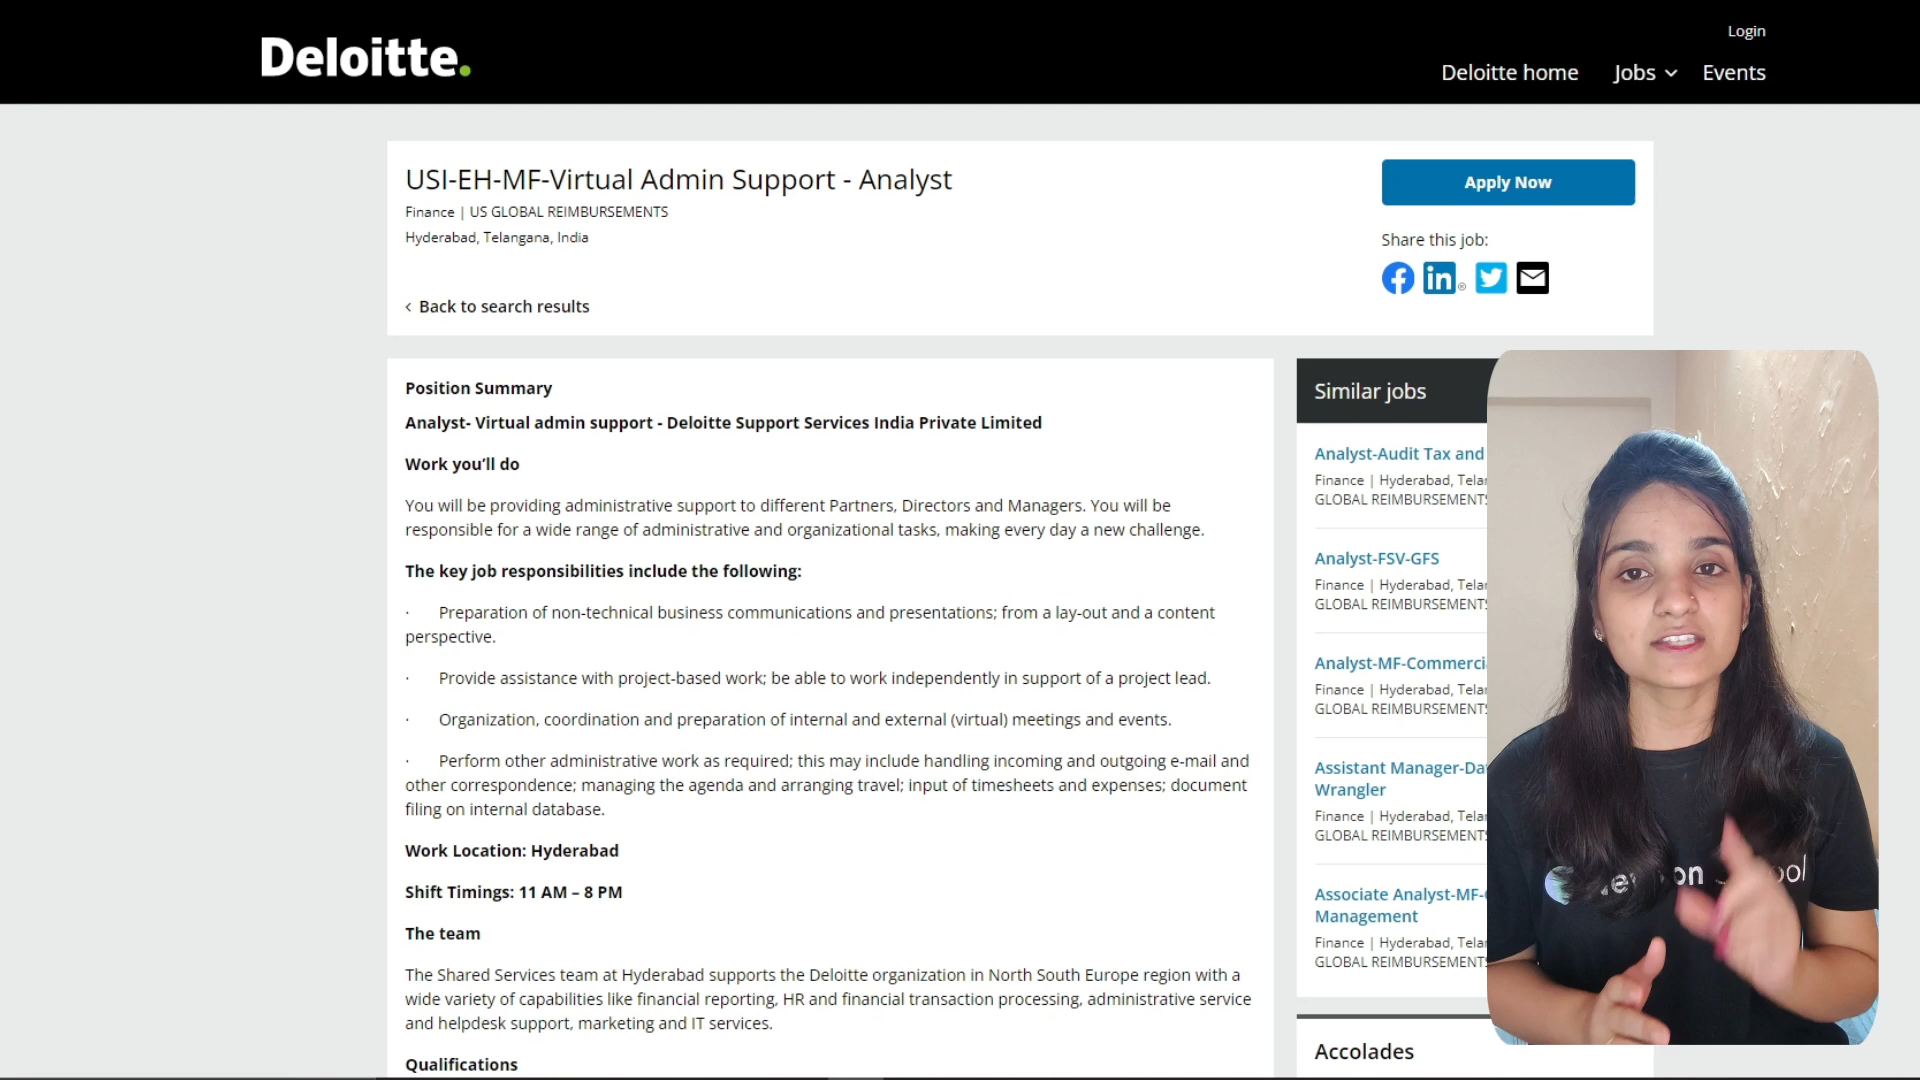 Login
Deloitte.
Deloitte home
Jobs
Events
USI-EH-MF-Virtual Admin Support - Analyst
Finance | US GLOBAL REIMBURSEMENTS
Hyderabad, Telangana, India
Apply Now
Share this job:
in
‹ Back to search results
Position Summary
Analyst- Virtual admin support - Deloitte Support Services India Private Limited
Work you'll do
You will be providing administrative support to different Partners, Directors and Managers. You will be
responsible for a wide range of administrative and organizational tasks, making every day a new challenge.
The key job responsibilities include the following:
· Preparation of non-technical business communications and presentations; from a lay-out and a content
perspective.
· Provide assistance with project-based work; be able to work independently in support of a project lead.
· Organization, coordination and preparation of internal and external (virtual) meetings and events.
· Perform other administrative work as required; this may include handling incoming and outgoing e-mail and
other correspondence; managing the agenda and arranging travel; input of timesheets and expenses; document
filing on internal database.
Work Location: Hyderabad
Shift Timings: 11 AM – 8 PM
The team
The Shared Services team at Hyderabad supports the Deloitte organization in North South Europe region with a
wide variety of capabilities like financial reporting, HR and financial transaction processing, administrative service
and helpdesk support, marketing and IT services.
Qualifications
Similar jobs
Analyst-Audit Tax and
Finance | Hyderabad,
GLOBAL
Analyst-FSV-GFS
Finance | Hyderabad,
GLOBAL
Analyst-MF-
Finance | Hyderabad,
GLOBAL
Assistant Manager-
Wrangler
Finance | Hyderabad,
GLOBAL
Associate Analyst-MF-
Management
Finance | Hyderabad,
GLOBAL
Accolades